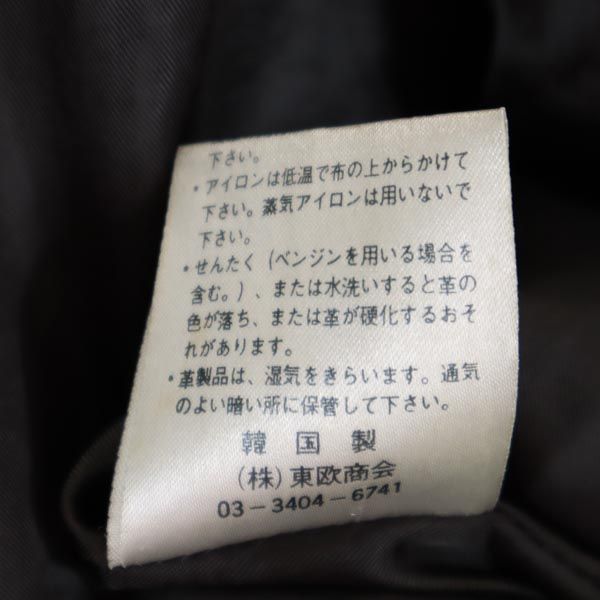 下さい。
・アイロンは低温で布の上からかけて
下さい。蒸気アイロンは用いないで
下さい。
・せんたく（ベンジンを用いる場合を
含む。）、または水洗いすると革の
色が落ち、または革が硬化するおそ
れがあります。
・革製品は、湿気をきらいます。通気
のよい暗い所に保管して下さい。
韓国製
（株）東欧商会
03－3404－6741